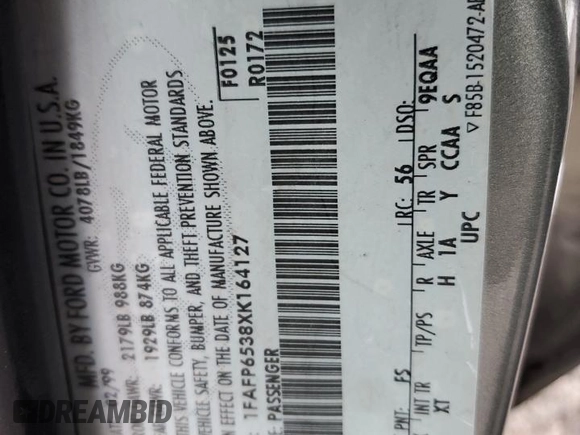 MFD. BY FORD MOTOR CO. IN U.S.A.
GVWR: 4078LB/1849KG
2179LB 988KG
1929LB 874KG
F0125
R0172
VEHICLE CONFORMS TO ALL APPLICABLE FEDERAL MOTOR
VEHICLE SAFETY, BUMPER, AND THEFT PREVENTION STANDARDS
EFFECT ON THE DATE OF MANUFACTURE SHOWN ABOVE.
1FAFP6538XK164127
PASSENGER
PNT: FS RC: 56 DSO:
INT TR TP/PS R AXLE TR SPR 9EQAA
XT H 1A Y CCAA S
UPC
▽F85B-1520472-A
DREAMBID